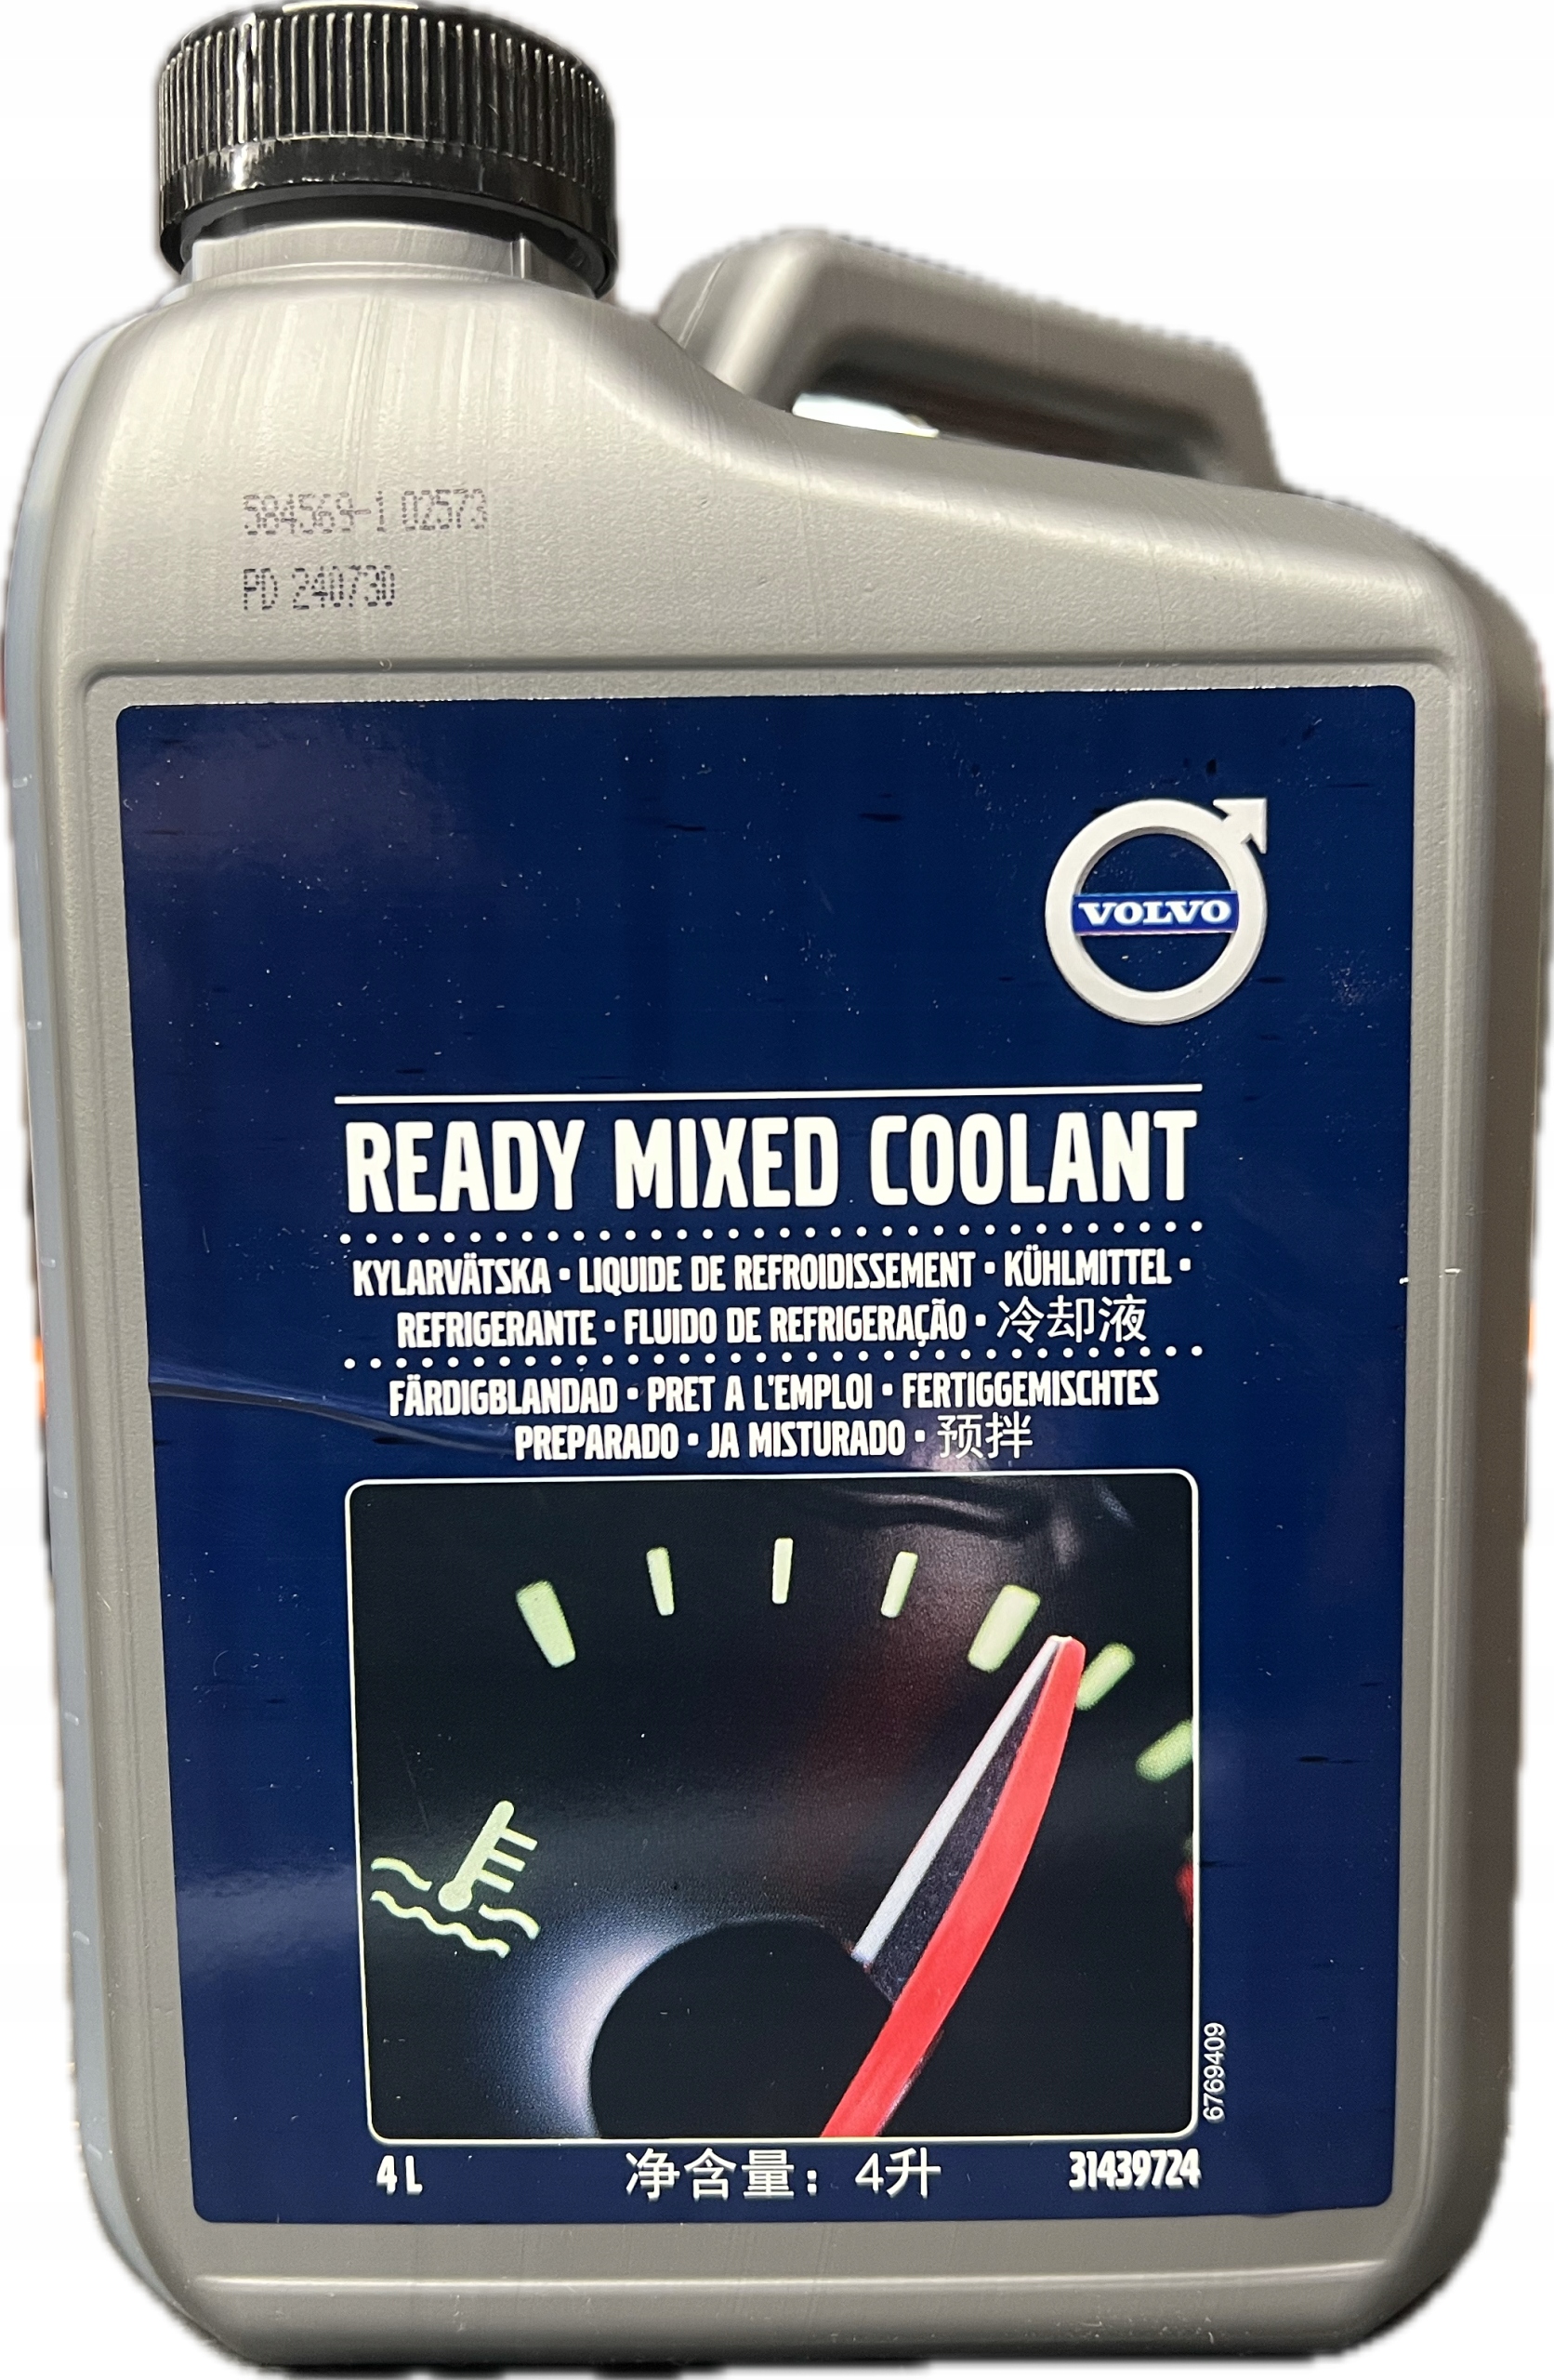 584569-1 02573
PD 240730
VOLVO
READY MIXED COOLANT
KYLARVÄTSKA • LIQUIDE DE REFROIDISSEMENT • KÜHLMITTEL •
REFRIGERANTE • FLUIDO DE REFRIGERAÇÃO • 冷却液
FÄRDIGBLANDAD • PRET A L'EMPLOI • FERTIGGEMISCHTES
PREPARADO • JA MISTURADO • 预拌
6769409
4 L 净含量：4升 31439724